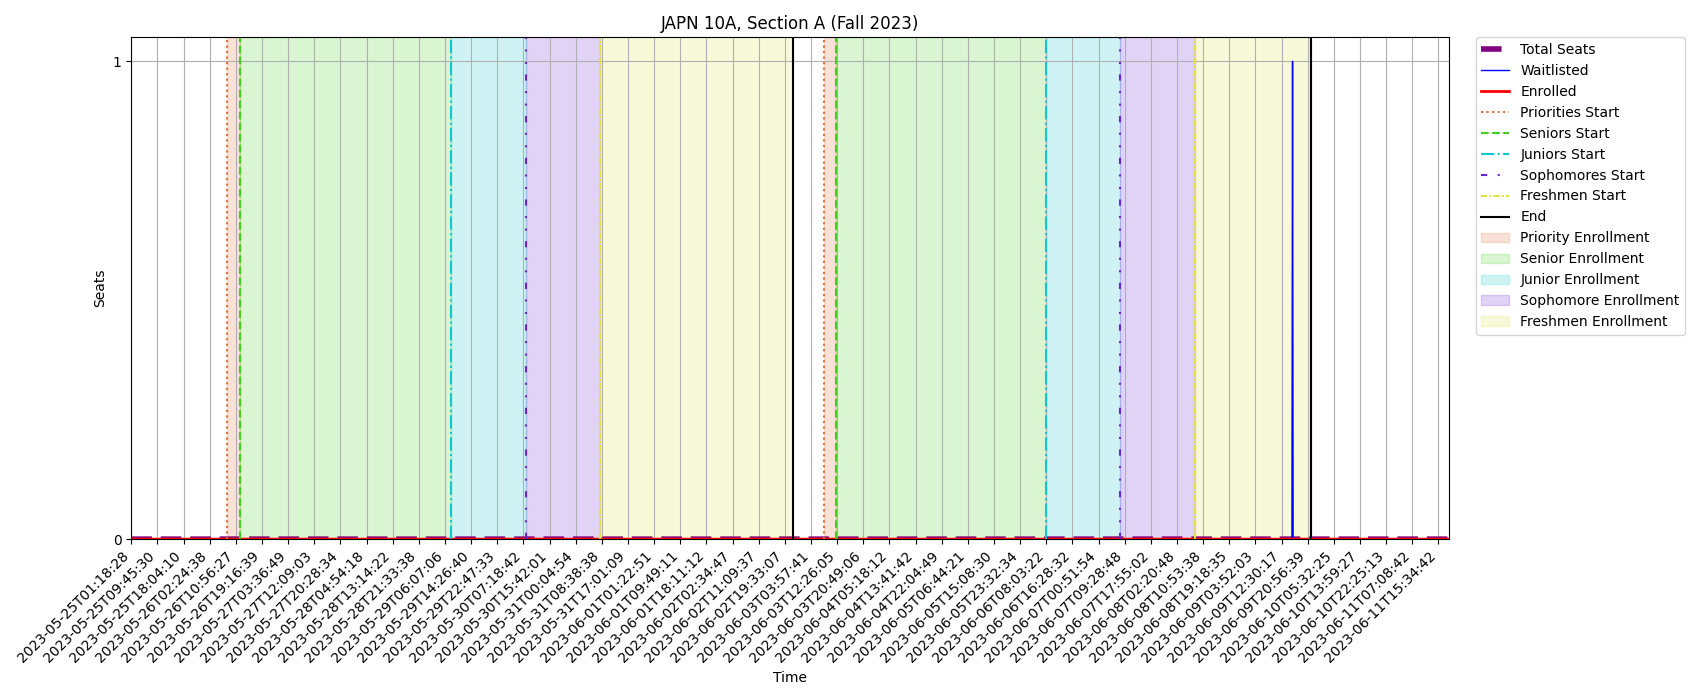 JAPN 10A, Section A (Fall 2023)
Seats
1
0
2023-05-25T01:18:28
2023-05-25T09:45:30
2023-05-25T18:04:10
2023-05-26T02:24:38
2023-05-26T10:56:27
2023-05-26T19:16:39
2023-05-27T03:36:49
2023-05-27T12:09:03
2023-05-27T20:28:34
2023-05-28T04:54:18
2023-05-28T13:14:22
2023-05-28T21:33:38
2023-05-29T06:07:06
2023-05-29T14:26:40
2023-05-29T22:47:33
2023-05-30T07:18:42
2023-05-30T15:42:01
2023-05-31T00:04:54
2023-05-31T08:38:38
2023-05-31T17:01:09
2023-06-01T01:22:51
2023-06-01T09:49:11
2023-06-01T18:11:12
2023-06-02T02:34:47
2023-06-02T11:09:37
2023-06-02T19:33:07
2023-06-03T03:57:41
2023-06-03T12:26:05
2023-06-03T20:49:06
2023-06-04T05:18:12
2023-06-04T13:41:42
2023-06-04T22:04:49
2023-06-05T06:44:21
2023-06-05T15:08:30
2023-06-05T23:32:34
2023-06-06T08:03:22
2023-06-06T16:28:32
2023-06-07T00:51:54
2023-06-07T09:28:48
2023-06-07T17:55:02
2023-06-08T02:20:48
2023-06-08T10:53:38
2023-06-08T19:18:35
2023-06-09T03:52:03
2023-06-09T12:30:17
2023-06-09T20:56:39
2023-06-10T05:32:25
2023-06-10T13:59:27
2023-06-10T22:25:13
2023-06-11T07:08:42
2023-06-11T15:34:42
Time
Total Seats
Waitlisted
Enrolled
Priorities Start
Seniors Start
Juniors Start
Sophomores Start
Freshmen Start
End
Priority Enrollment
Senior Enrollment
Junior Enrollment
Sophomore Enrollment
Freshmen Enrollment